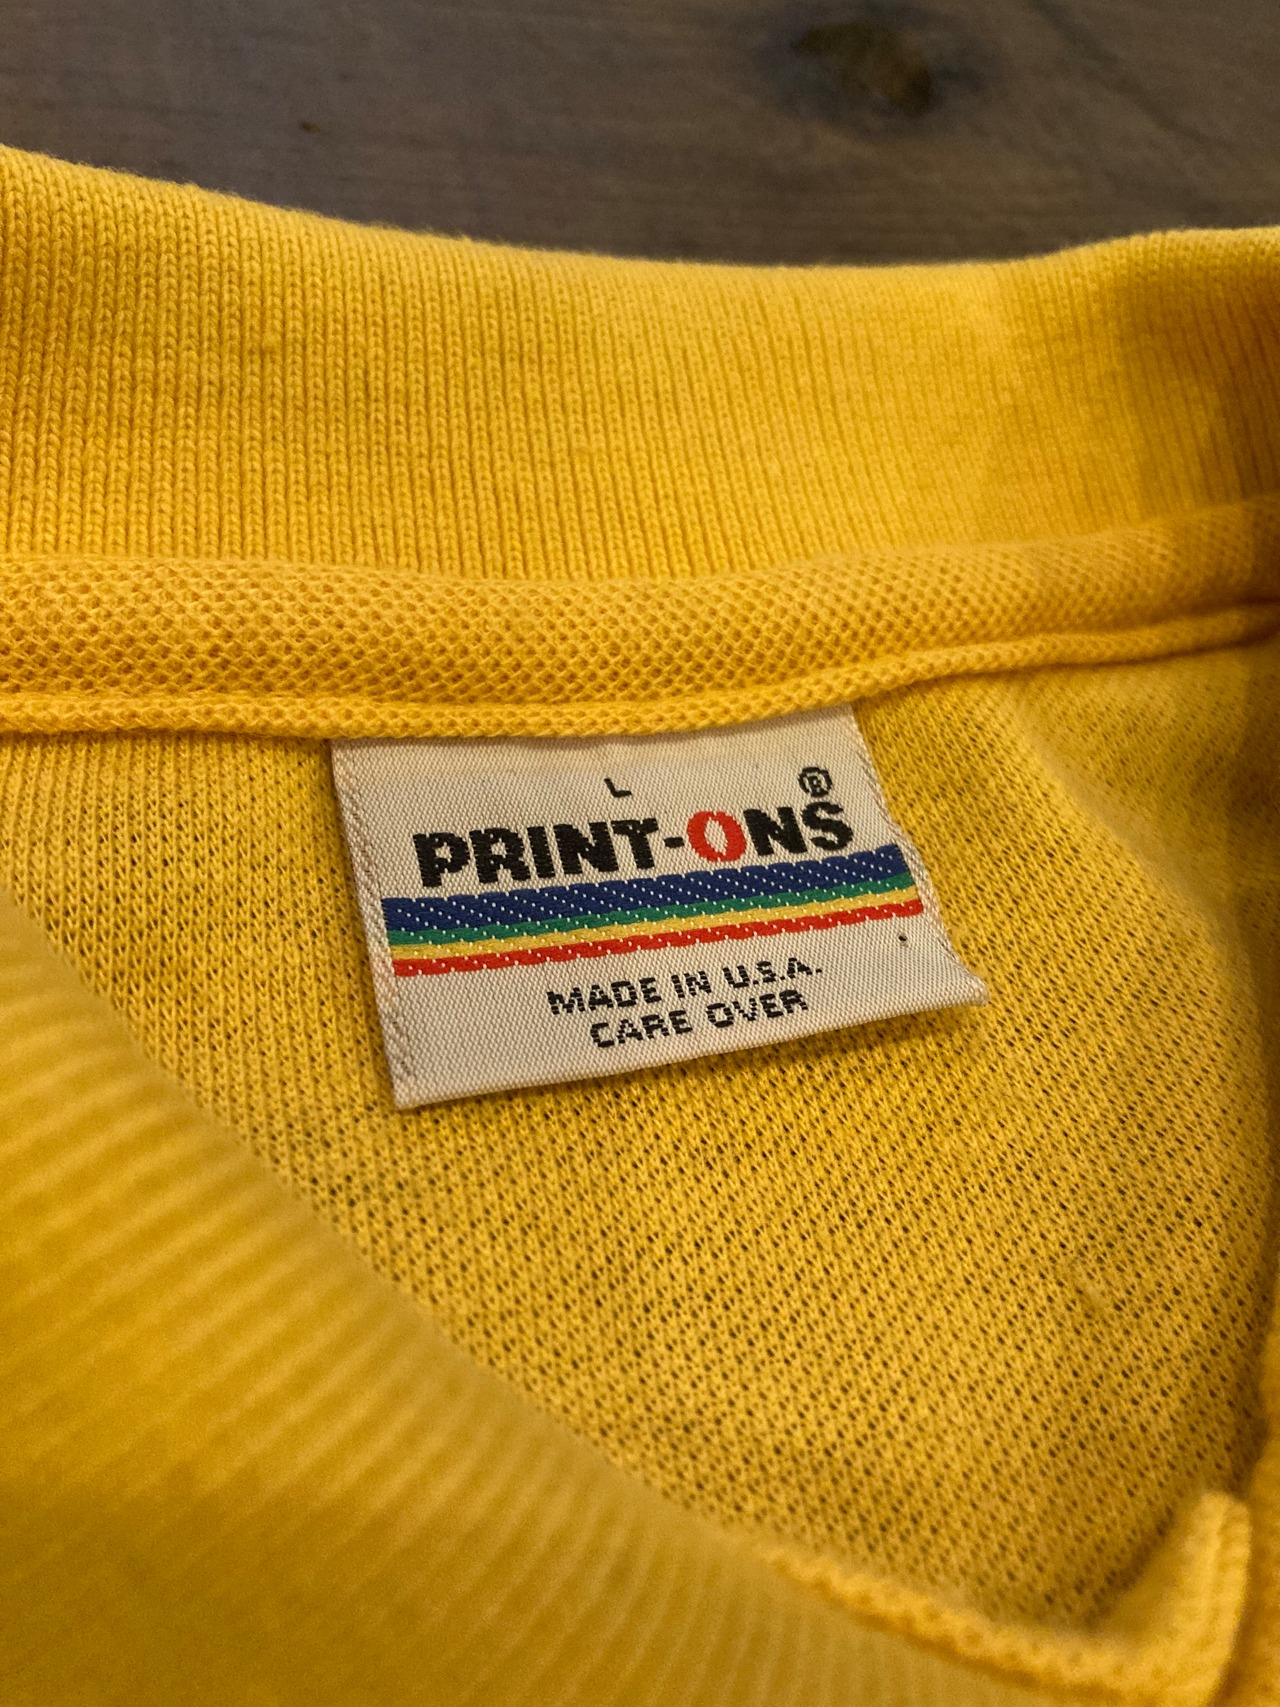 L
PRINT-ONS®
MADE IN U.S.A.
CARE OVER